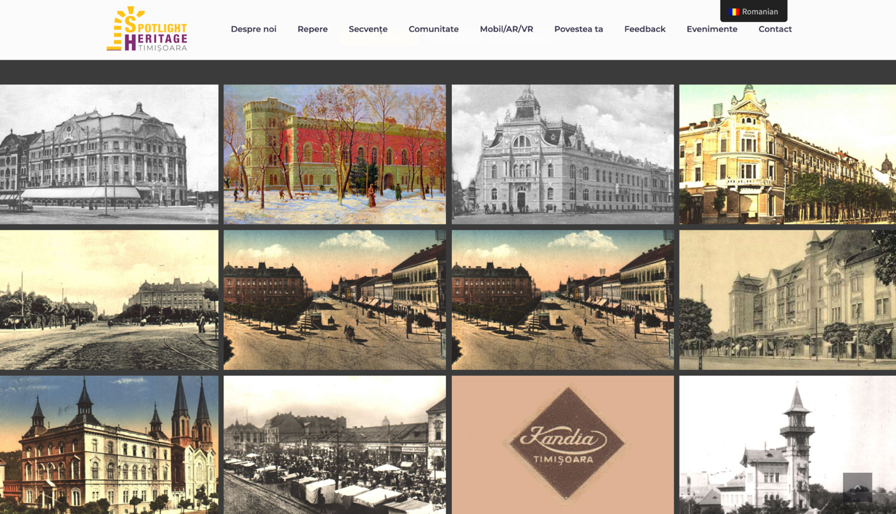 SPOTLIGHT
HERITAGE
TIMIȘOARA
Despre noi
Repere
Secvențe
Comunitate
Mobil/AR/VR
Povestea ta
Feedback
Evenimente
Contact
Romanian
Kandia
TIMIȘOARA